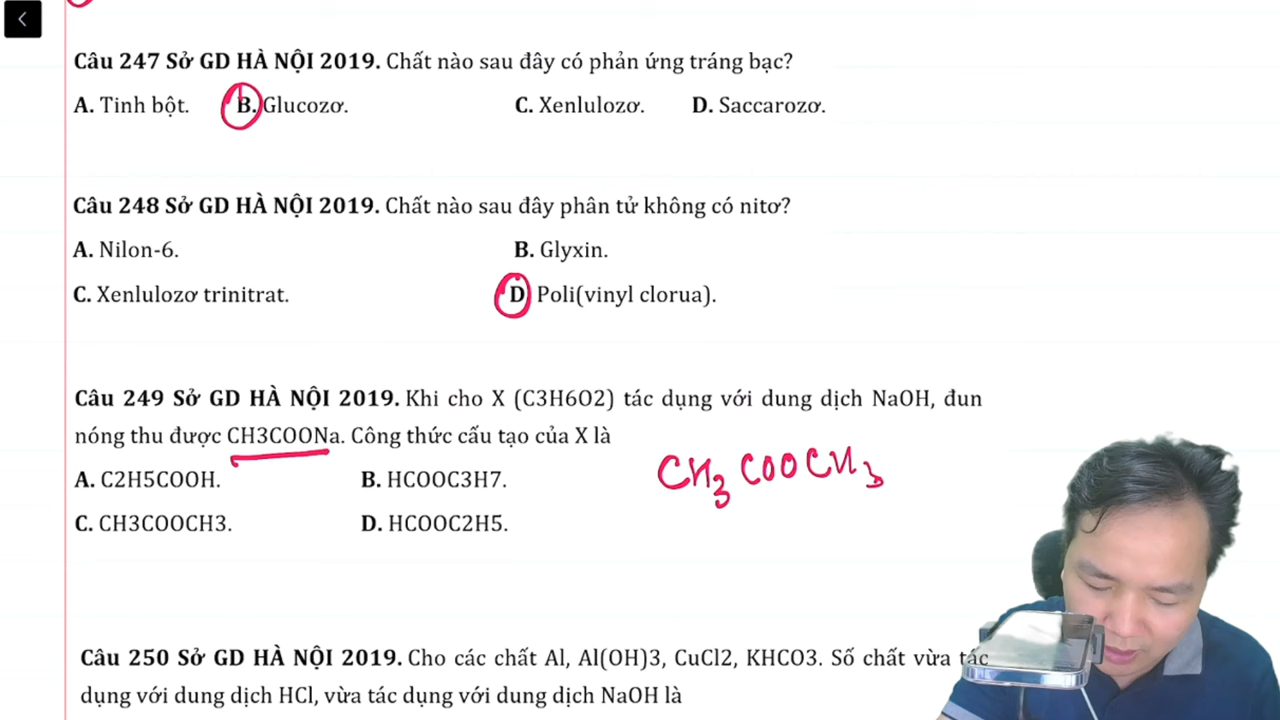 Câu 247 Sở GD HÀ NỘI 2019. Chất nào sau đây có phản ứng tráng bạc?
A. Tinh bột. B. Glucozơ. C. Xenlulozơ. D. Saccarozơ.
Câu 248 Sở GD HÀ NỘI 2019. Chất nào sau đây phân tử không có nitơ?
A. Nilon-6. B. Glyxin.
C. Xenlulozơ trinitrat. D Poli(vinyl clorua).
Câu 249 Sở GD HÀ NỘI 2019. Khi cho X (C3H6O2) tác dụng với dung dịch NaOH, đun
nóng thu được CH3COONa. Công thức cấu tạo của X là
CH3COOCH3
A. C2H5COOH. B. HCOOC3H7.
C. CH3COOCH3. D. HCOOC2H5.
Câu 250 Sở GD HÀ NỘI 2019. Cho các chất Al, Al(OH)3, CuCl2, KHCO3. Số chất vừa tác
dụng với dung dịch HCl, vừa tác dụng với dung dịch NaOH là